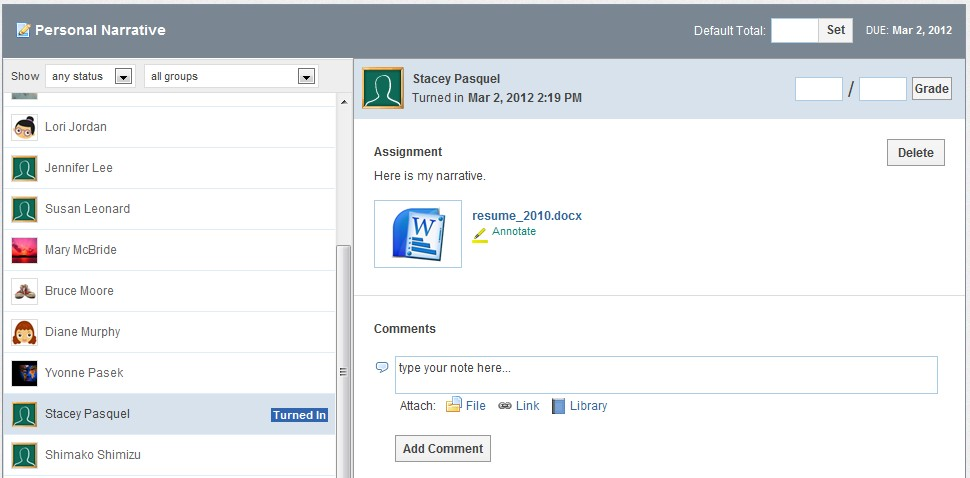 Personal Narrative
Default Total: Set DUE: Mar 2, 2012
Show any status all groups
Lori Jordan
Jennifer Lee
Susan Leonard
Mary McBride
Bruce Moore
Diane Murphy
Yvonne Pasek
Stacey Pasquel Turned In
Shimako Shimizu
Stacey Pasquel
Turned in Mar 2, 2012 2:19 PM
/ Grade
Assignment
Delete
Here is my narrative.
W
resume_2010.docx
Annotate
Comments
type your note here...
Attach: File Link Library
Add Comment